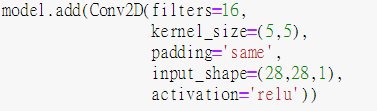 model.add(Conv2D(filters=16,
kernel_size=(5,5),
padding='same',
input_shape=(28,28,1),
activation='relu'))